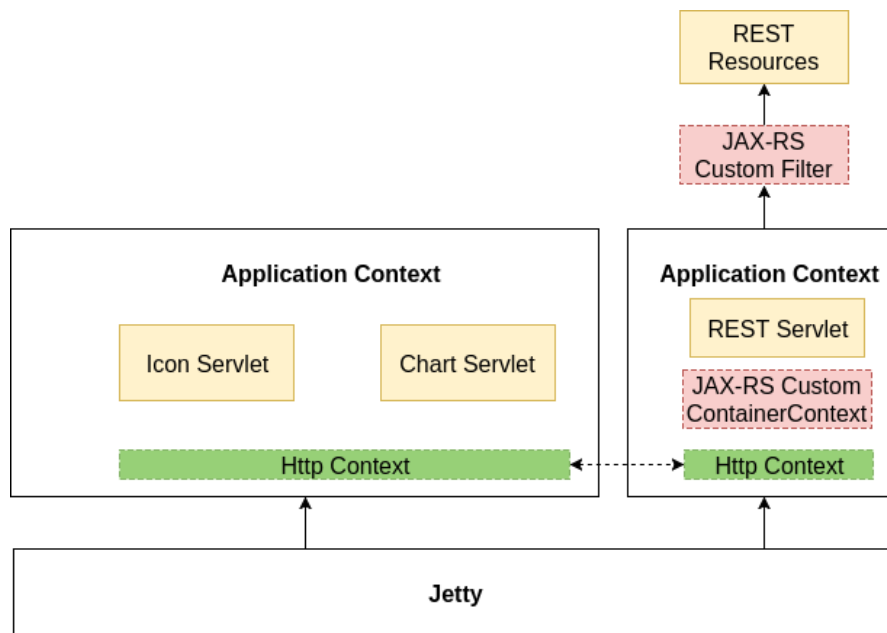 REST
Resources
JAX-RS
Custom Filter
Application Context
Icon Servlet
Chart Servlet
Http Context
Application Context
REST Servlet
JAX-RS Custom
ContainerContext
Http Context
Jetty